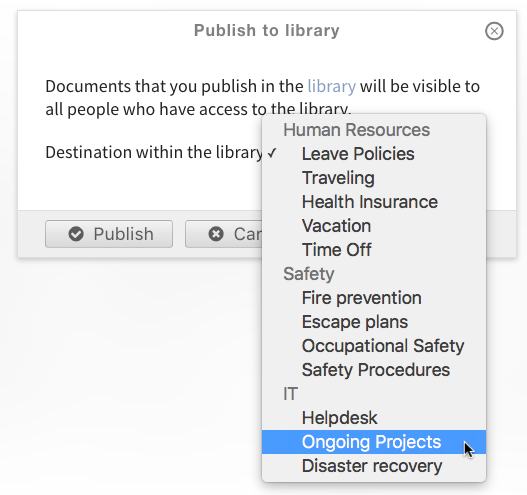 Publish to library
Documents that you publish in the library will be visible to
all people who have access to the library.
Destination within the library ✓ Leave Policies
Human Resources
Traveling
Health Insurance
Vacation
Time Off
Safety
Fire prevention
Escape plans
Occupational Safety
Safety Procedures
IT
Helpdesk
Ongoing Projects
Disaster recovery
Publish
Can